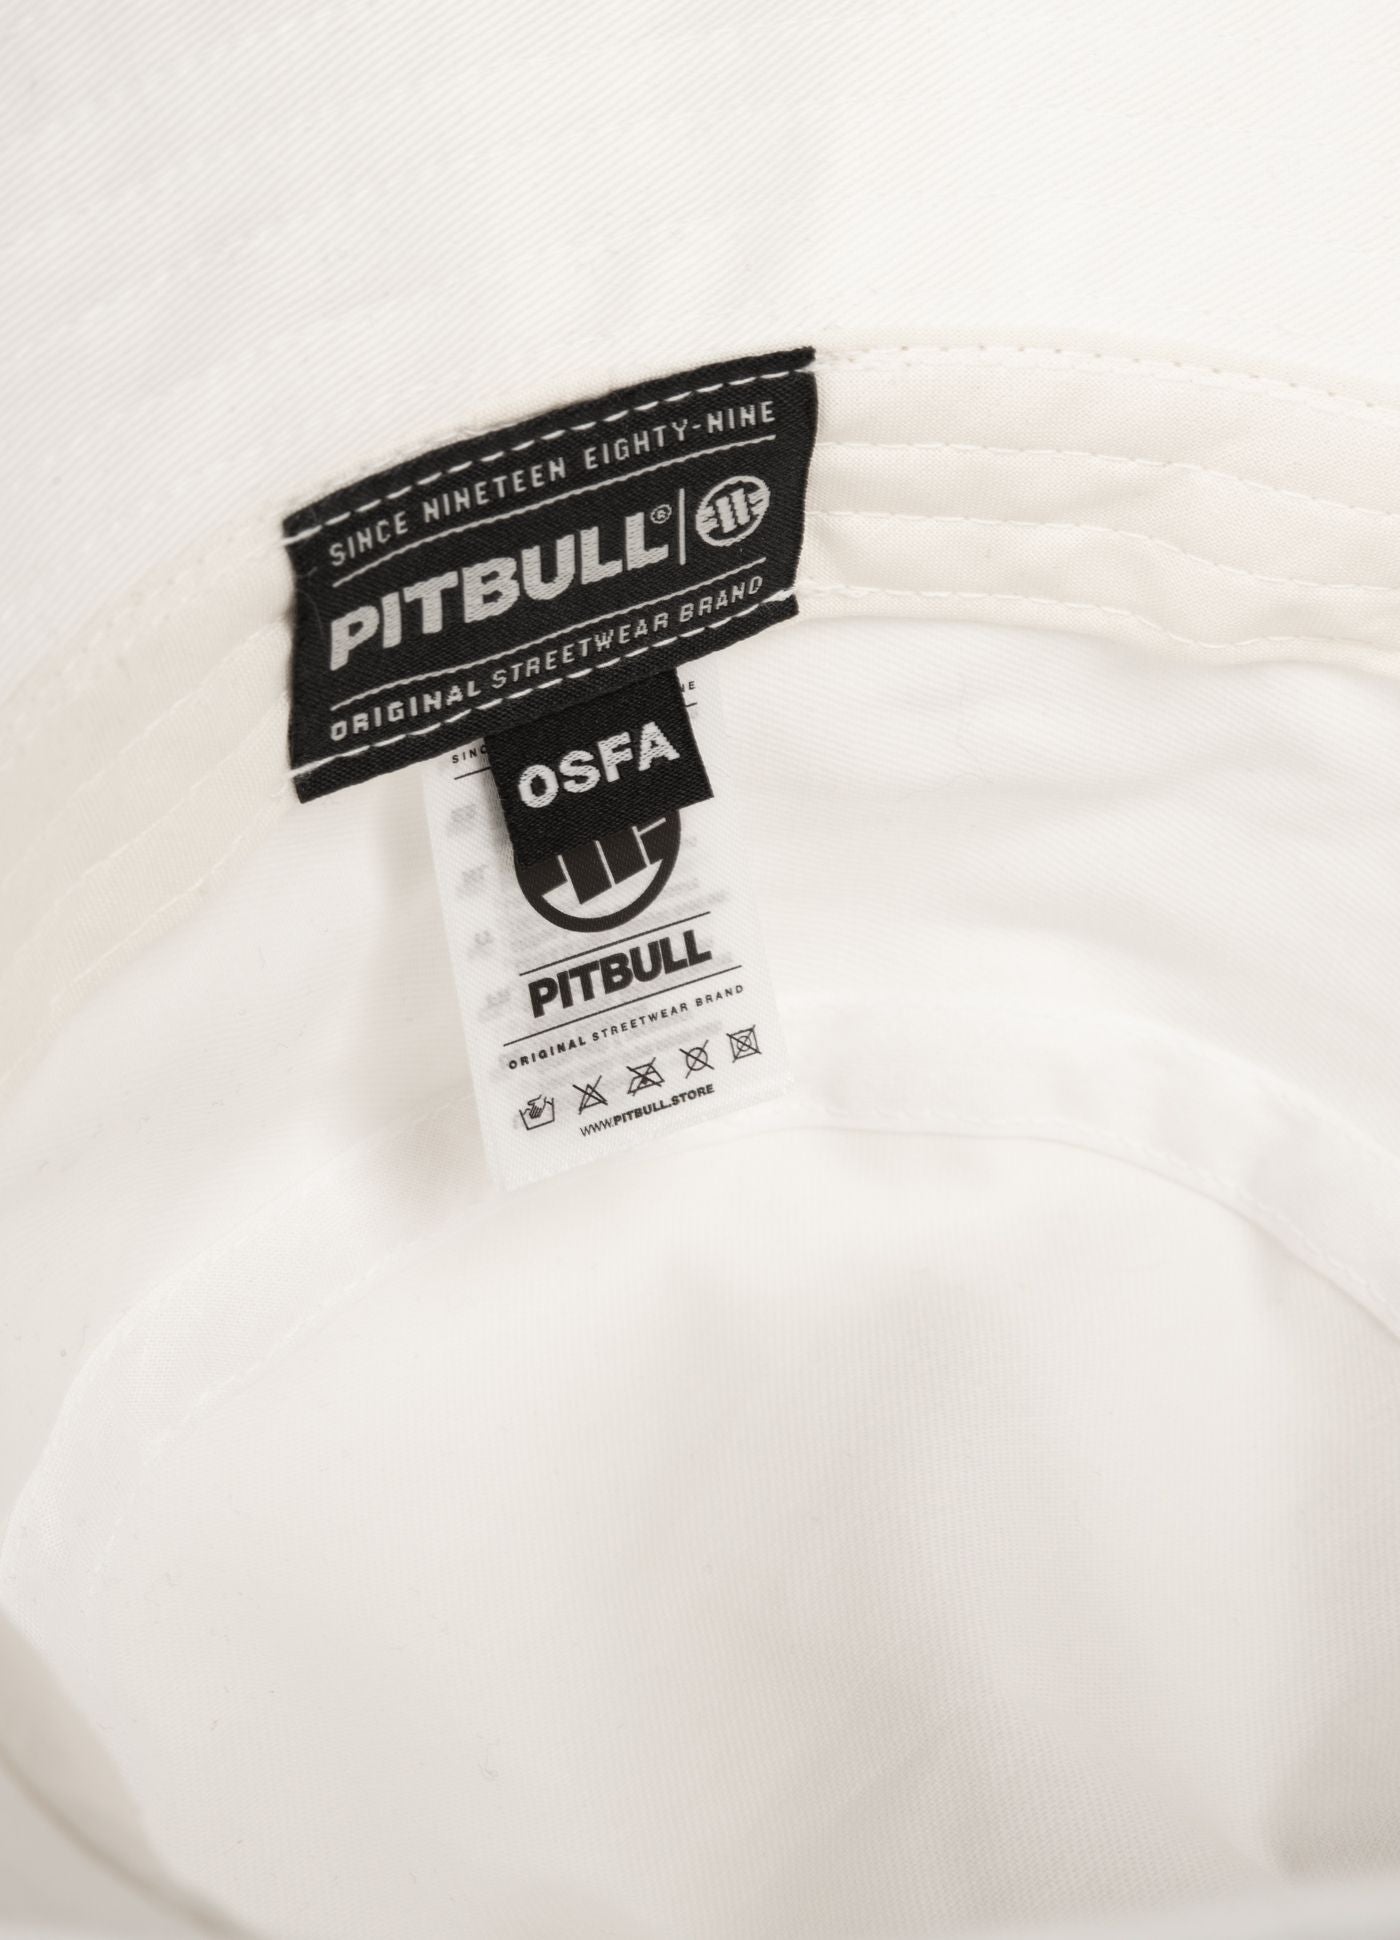 SINCE NINETEEN EIGHTY-NINE
PITBULL®
ORIGINAL STREETWEAR BRAND
OSFA
PITBULL
ORIGINAL STREETWEAR BRAND
WWW.PITBULL.STORE